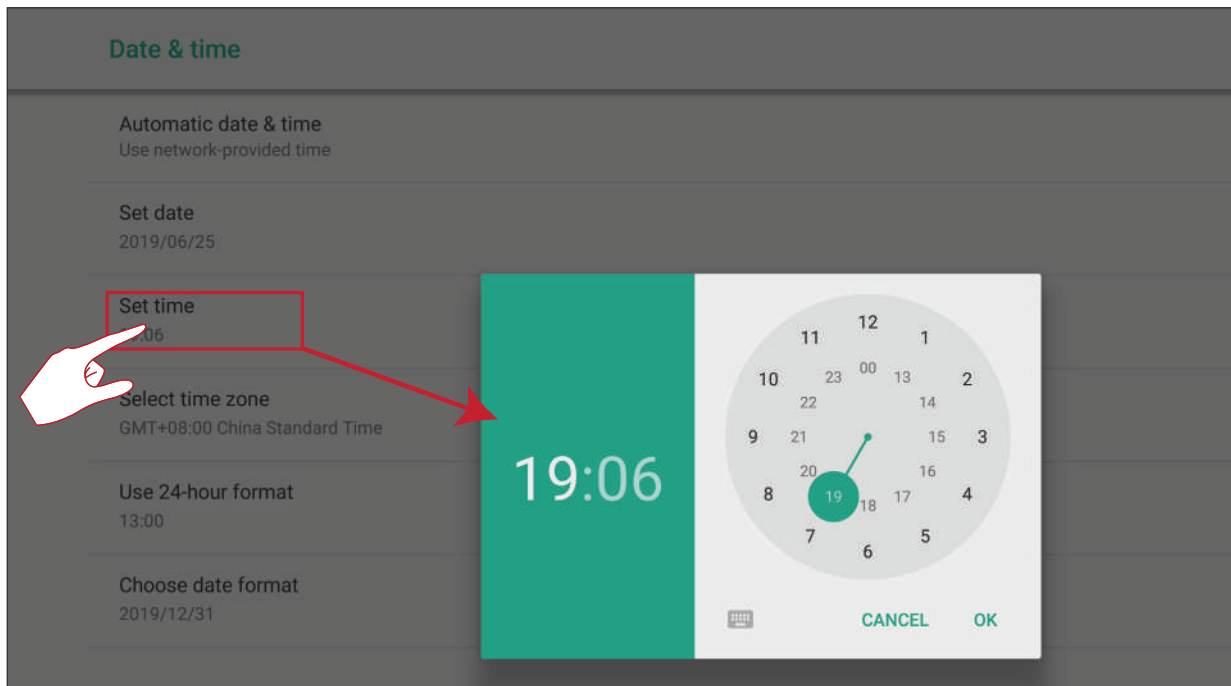 Date & time
Automatic date & time
Use network-provided time
Set date
2019/06/25
Set time
:06
Select time zone
GMT+08:00 China Standard Time
Use 24-hour format
13:00
Choose date format
2019/12/31
19:06
12
11 1
00
23 13
10 2
22 14
9 21 15 3
20 16
8 19 17 4
18
7 5
6
CANCEL OK